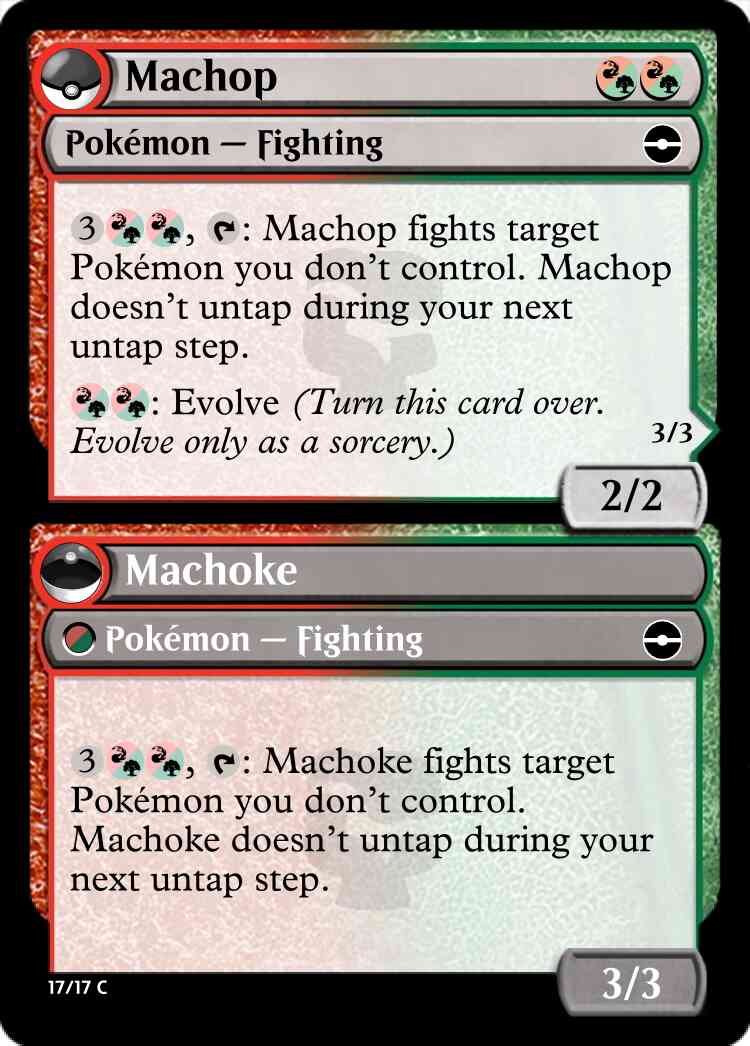 Machop
Pokémon — Fighting
3, : Machop fights target
Pokémon you don't control. Machop
doesn't untap during your next
untap step.
: Evolve (Turn this card over.
Evolve only as a sorcery.)
3/3
2/2
Machoke
Pokémon — Fighting
3, : Machoke fights target
Pokémon you don't control.
Machoke doesn't untap during your
next untap step.
17/17 C
3/3